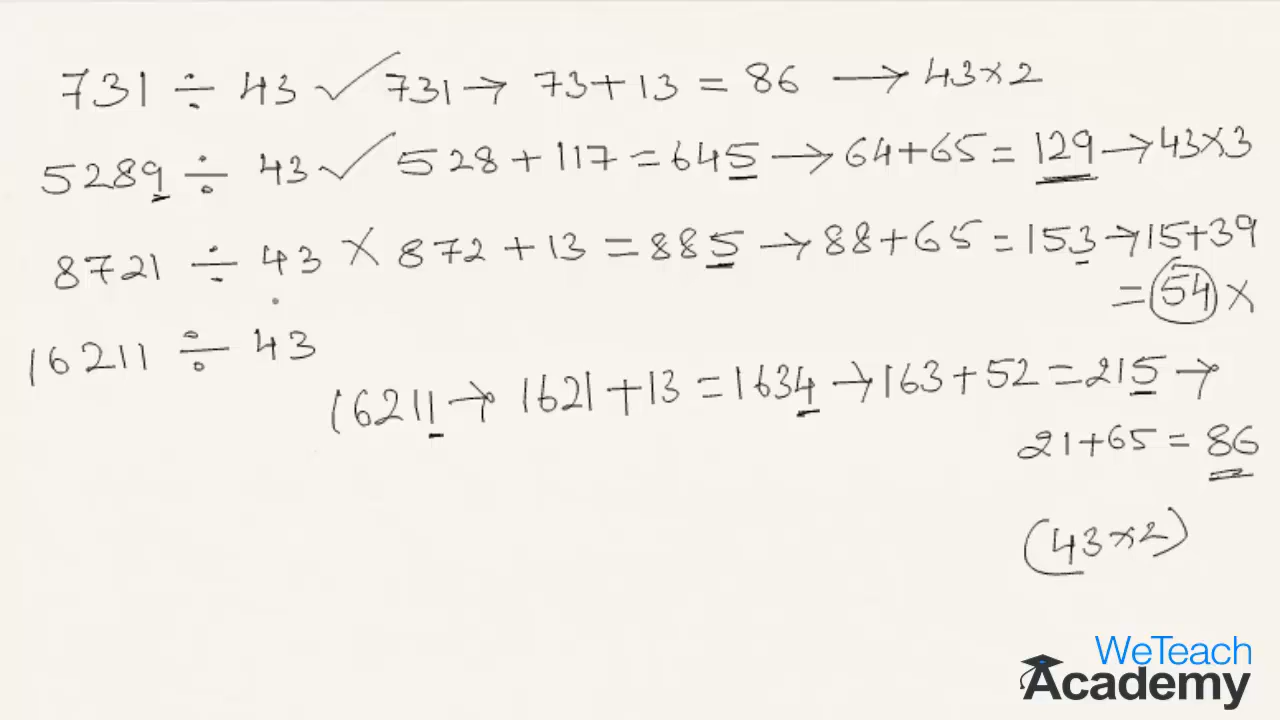 731 ÷ 43 ✓ 731 → 73+13 = 86 → 43×2
5289 ÷ 43 ✓ 528+117 = 645 → 64+65 = 129 → 43×3
8721 ÷ 43 × 872+13 = 885 → 88+65 = 153 → 15+39
= 54 ×
16211 ÷ 43
16211 → 1621+13 = 1634 → 163+52 = 215 →
21+65 = 86
(43×2)
WeTeach
Academy